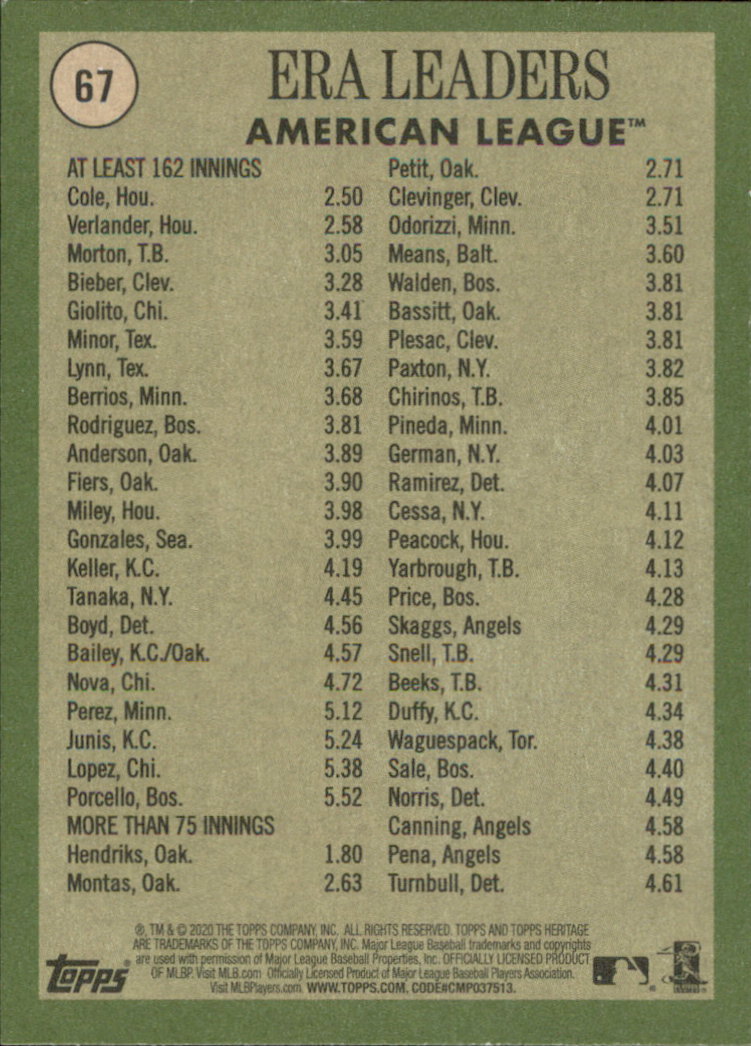 67
ERA LEADERS
AMERICAN LEAGUE™
AT LEAST 162 INNINGS
Cole, Hou. 2.50
Verlander, Hou. 2.58
Morton, T.B. 3.05
Bieber, Clev. 3.28
Giolito, Chi. 3.41
Minor, Tex. 3.59
Lynn, Tex. 3.67
Berrios, Minn. 3.68
Rodriguez, Bos. 3.81
Anderson, Oak. 3.89
Fiers, Oak. 3.90
Miley, Hou. 3.98
Gonzales, Sea. 3.99
Keller, K.C. 4.19
Tanaka, N.Y. 4.45
Boyd, Det. 4.56
Bailey, K.C./Oak. 4.57
Nova, Chi. 4.72
Perez, Minn. 5.12
Junis, K.C. 5.24
Lopez, Chi. 5.38
Porcello, Bos. 5.52
MORE THAN 75 INNINGS
Hendriks, Oak. 1.80
Montas, Oak. 2.63
Petit, Oak. 2.71
Clevinger, Clev. 2.71
Odorizzi, Minn. 3.51
Means, Balt. 3.60
Walden, Bos. 3.81
Bassitt, Oak. 3.81
Plesac, Clev. 3.81
Paxton, N.Y. 3.82
Chirinos, T.B. 3.85
Pineda, Minn. 4.01
German, N.Y. 4.03
Ramirez, Det. 4.07
Cessa, N.Y. 4.11
Peacock, Hou. 4.12
Yarbrough, T.B. 4.13
Price, Bos. 4.28
Skaggs, Angels 4.29
Snell, T.B. 4.29
Beeks, T.B. 4.31
Duffy, K.C. 4.34
Waguespack, Tor. 4.38
Sale, Bos. 4.40
Norris, Det. 4.49
Canning, Angels 4.58
Pena, Angels 4.58
Turnbull, Det. 4.61
®, TM & © 2020 THE TOPPS COMPANY, INC. ALL RIGHTS RESERVED. TOPPS AND TOPPS HERITAGE
ARE TRADEMARKS OF THE TOPPS COMPANY, INC. Major League Baseball trademarks and copyrights
are used with permission of Major League Baseball Properties, Inc. OFFICIALLY LICENSED PRODUCT
OF MLBP. Visit MLB.com Officially Licensed Product of Major League Baseball Players Association.
Visit MLBPlayers.com WWW.TOPPS.COM. CODE#CMP037513.
TOPPS®